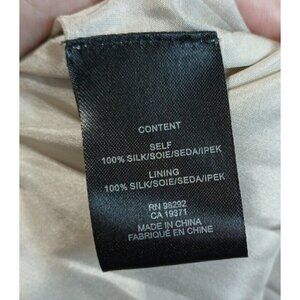 CONTENT
SELF
100% SILK/SOIE/SEDA/IPEK
LINING
100% SILK/SOIE/SEDA/IPEK
RN 98292
CA 19371
MADE IN CHINA
FABRIQUÉ EN CHINE